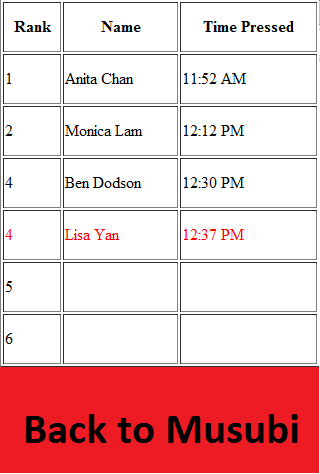 Rank Name Time Pressed
1 Anita Chan 11:52 AM
2 Monica Lam 12:12 PM
4 Ben Dodson 12:30 PM
4 Lisa Yan 12:37 PM
5
6
Back to Musubi